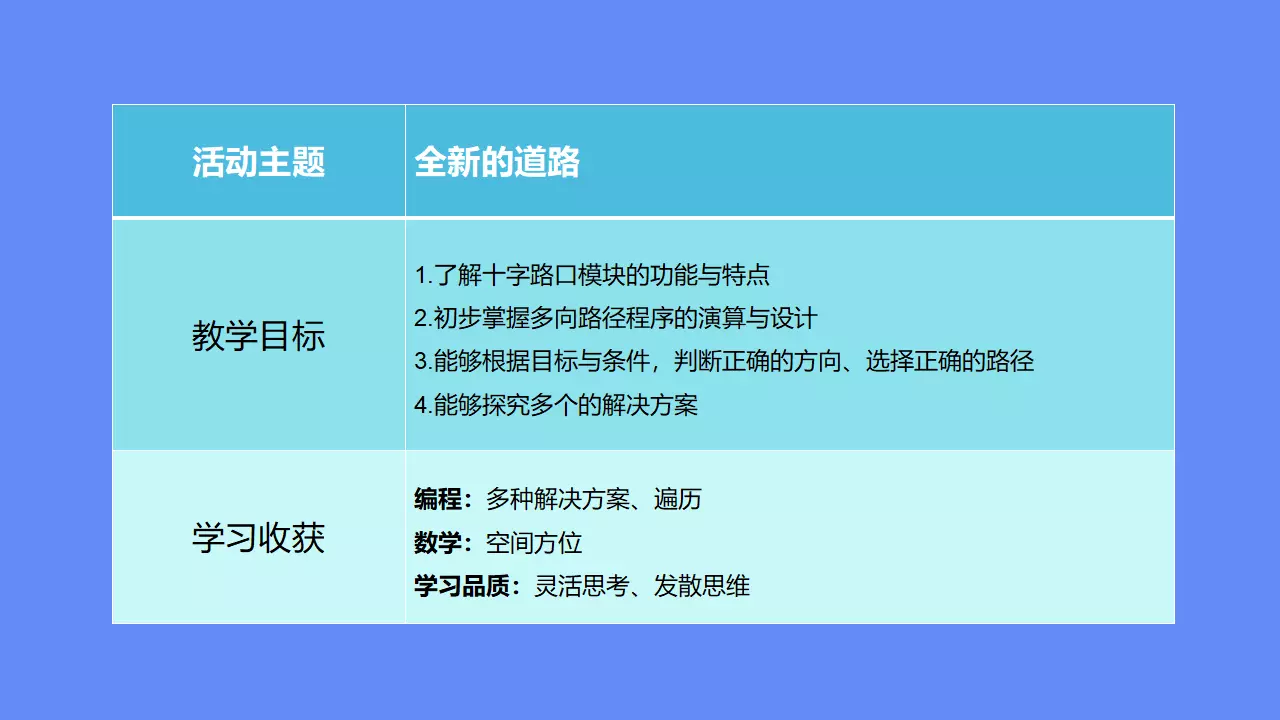 活动主题
全新的道路
教学目标
1.了解十字路口模块的功能与特点
2.初步掌握多向路径程序的演算与设计
3.能够根据目标与条件，判断正确的方向、选择正确的路径
4.能够探究多个的解决方案
学习收获
编程：多种解决方案、遍历
数学：空间方位
学习品质：灵活思考、发散思维